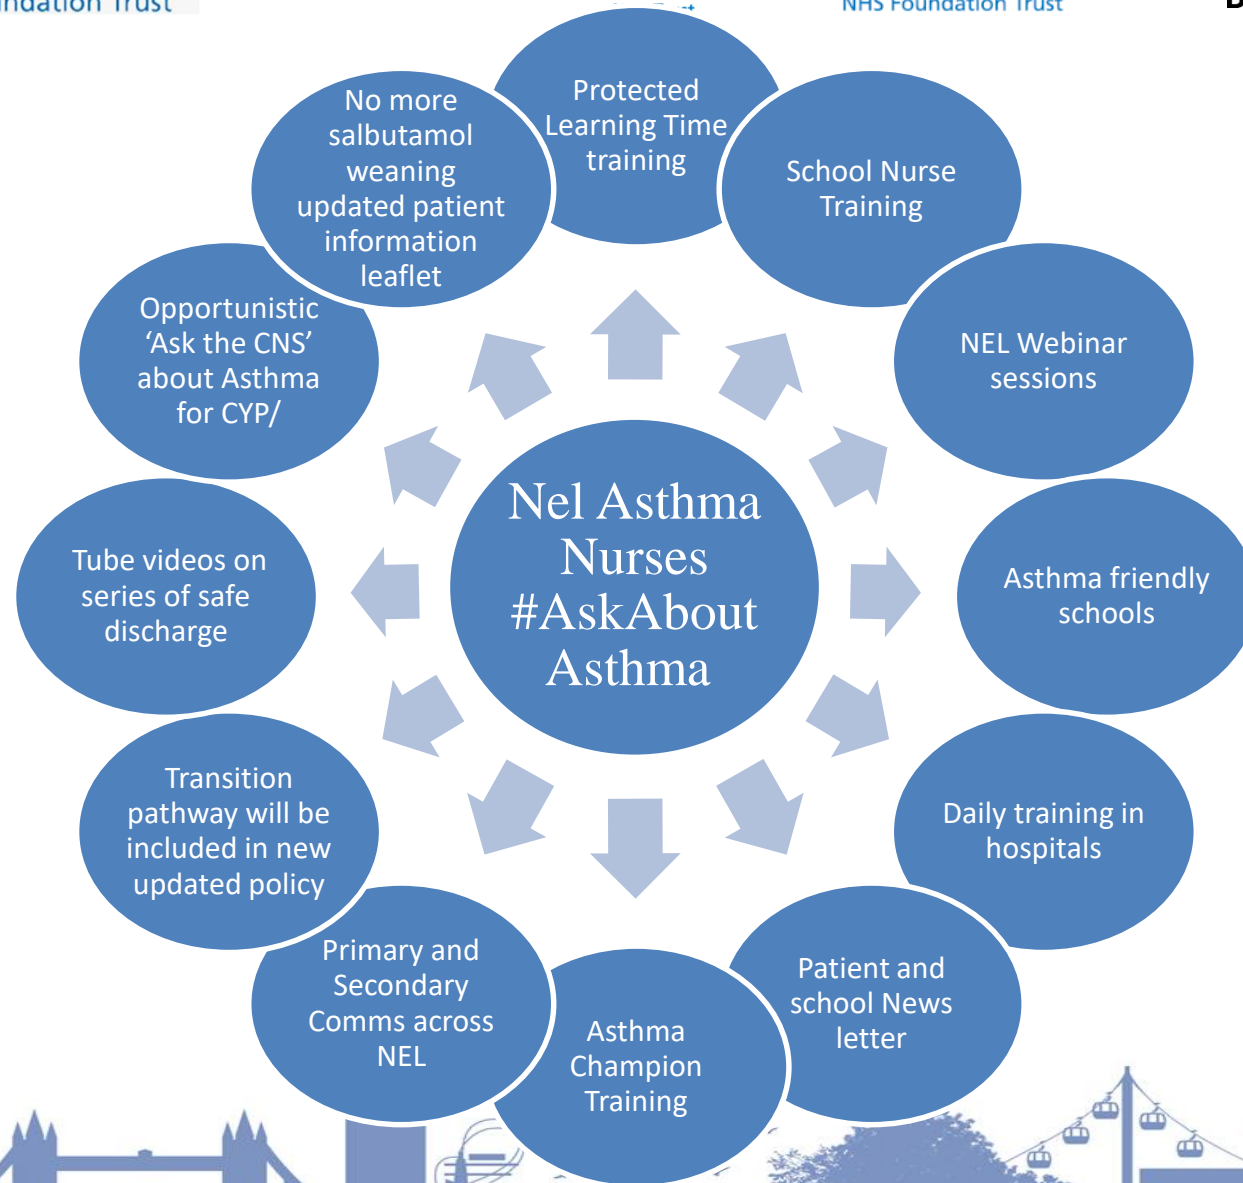 ndation Trust
NHS Foundation Trust
Protected
Learning Time
training
School Nurse
Training
NEL Webinar
sessions
Asthma friendly
schools
Daily training in
hospitals
Patient and
school News
letter
Asthma
Champion
Training
Primary and
Secondary
Comms across
NEL
Transition
pathway will be
included in new
updated policy
Tube videos on
series of safe
discharge
Opportunistic
‘Ask the CNS’
about Asthma
for CYP/
No more
salbutamol
weaning
updated patient
information
leaflet
Nel Asthma
Nurses
#AskAbout
Asthma